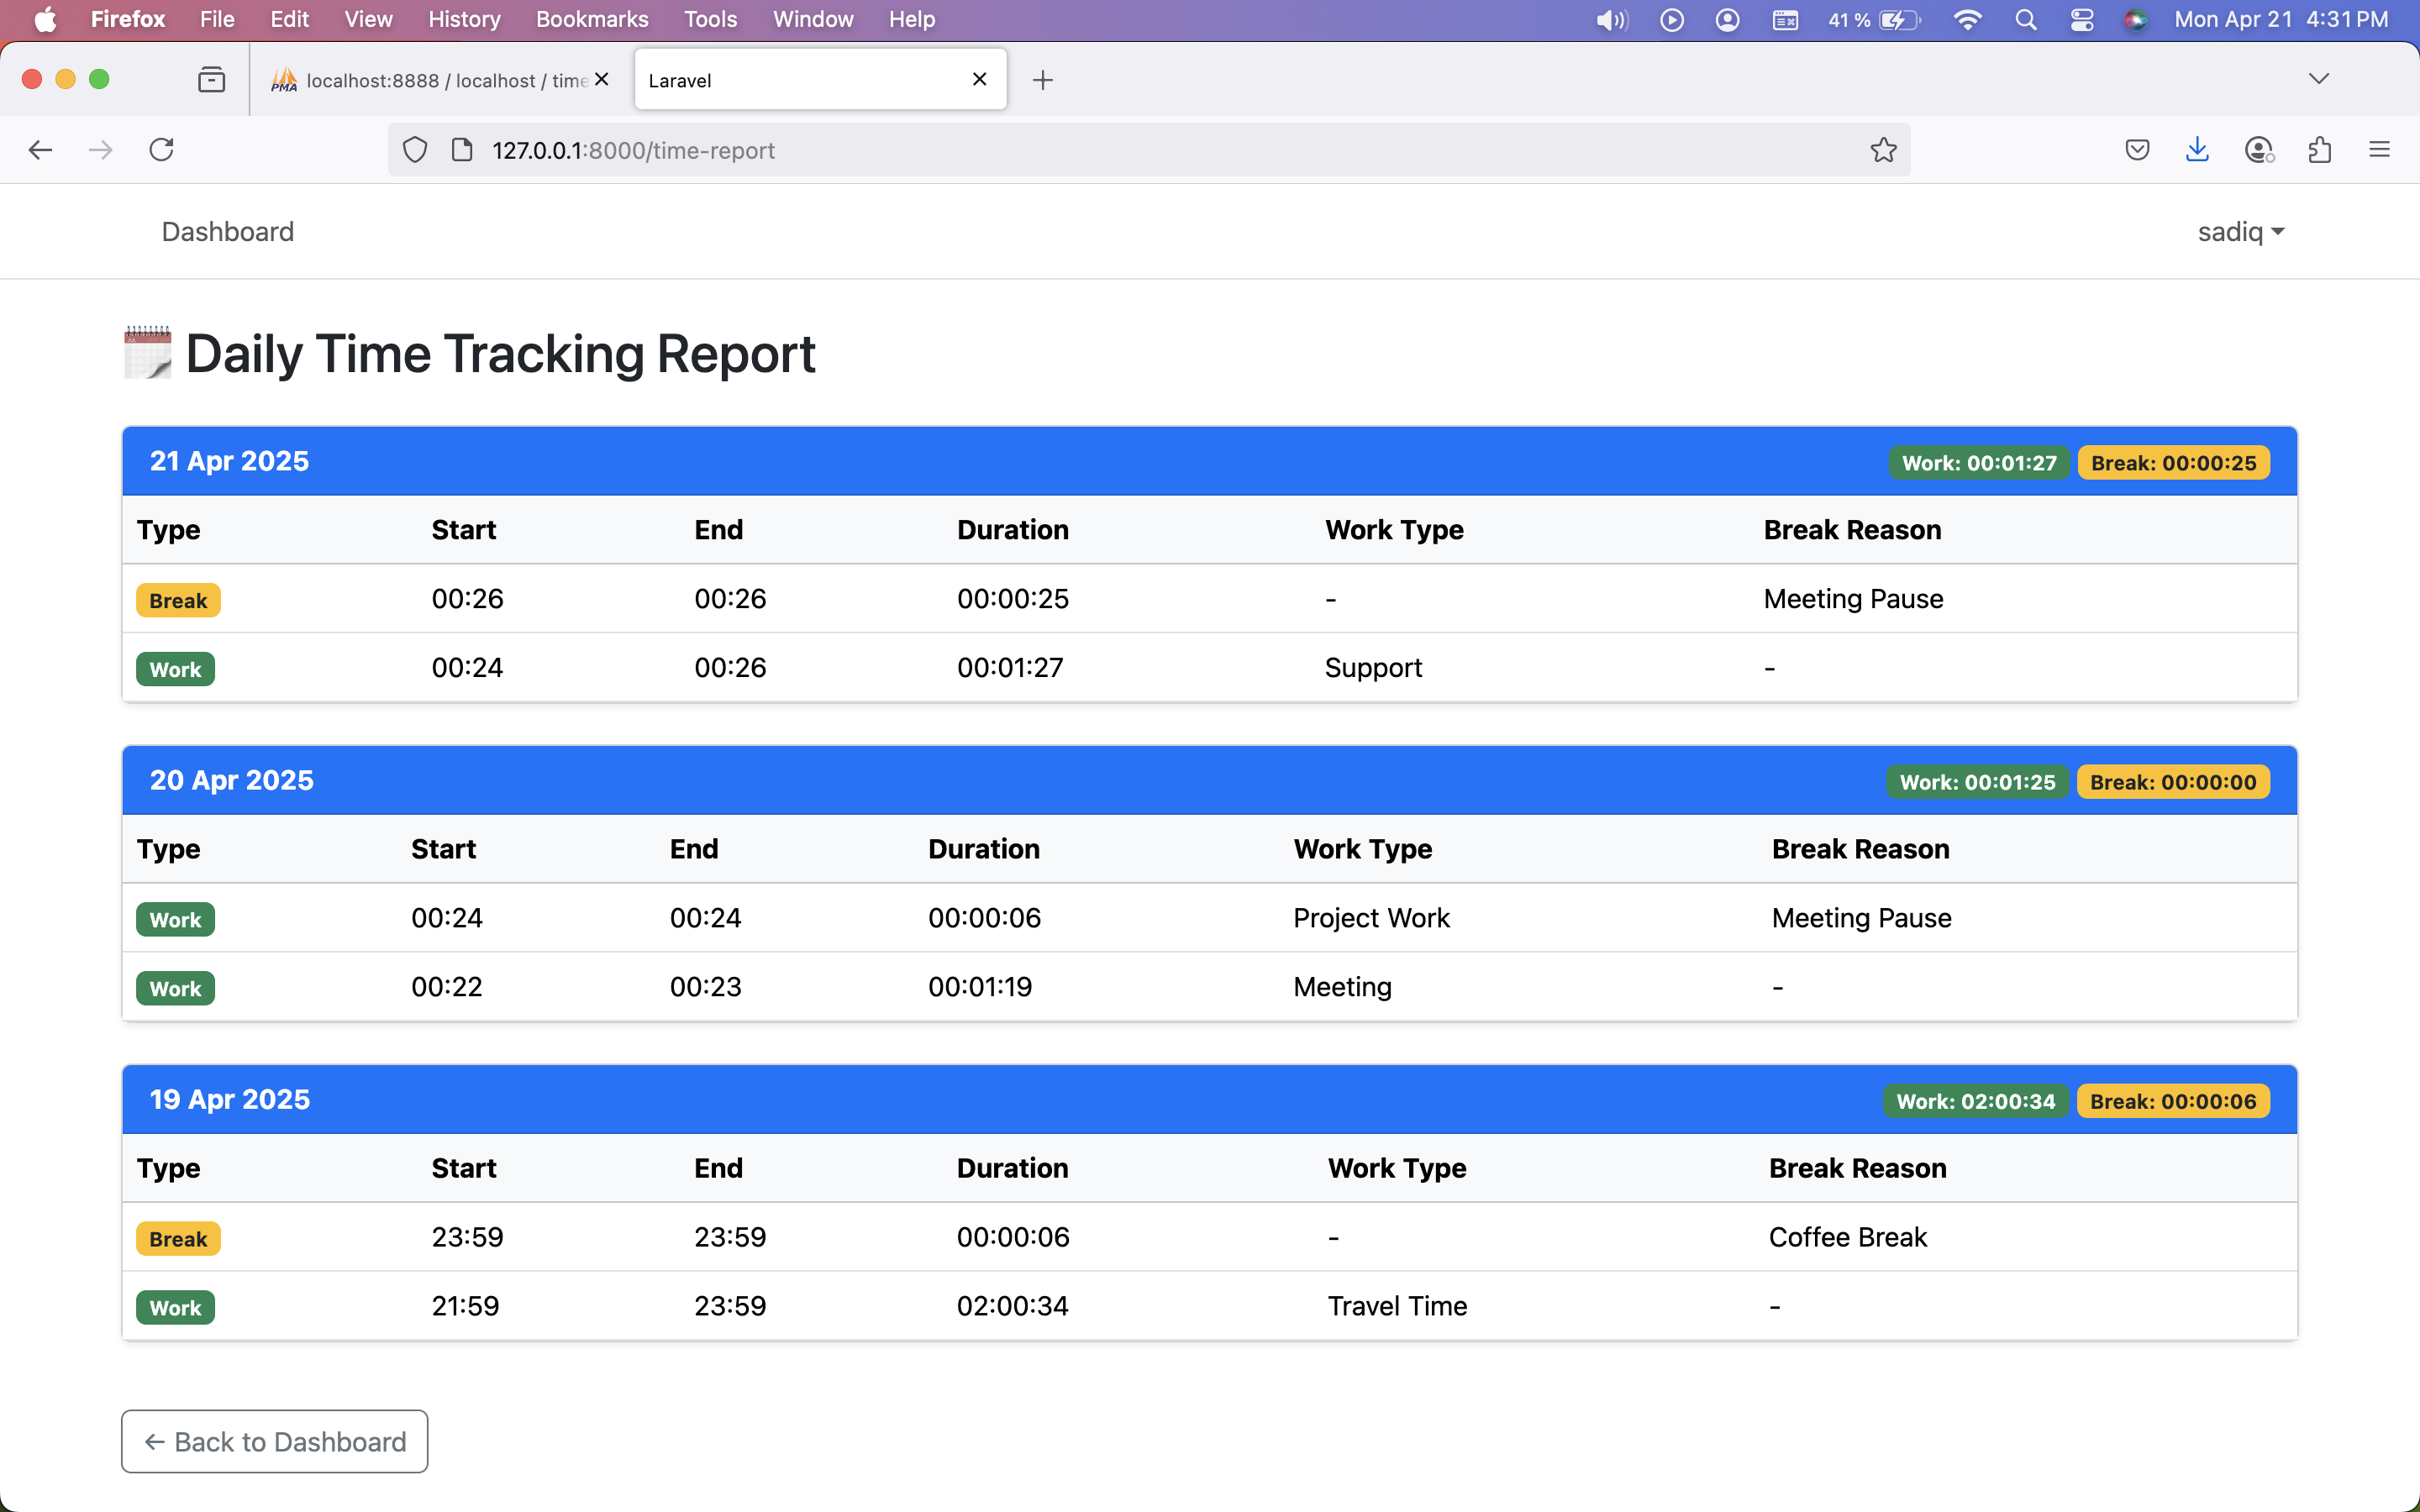 Firefox File Edit View History Bookmarks Tools Window Help 41 % Mon Apr 21 4:31 PM
PMA localhost:8888 / localhost / time Laravel
127.0.0.1:8000/time-report
Dashboard sadiq
Daily Time Tracking Report
21 Apr 2025 Work: 00:01:27 Break: 00:00:25
Type Start End Duration Work Type Break Reason
Break 00:26 00:26 00:00:25 - Meeting Pause
Work 00:24 00:26 00:01:27 Support -
20 Apr 2025 Work: 00:01:25 Break: 00:00:00
Type Start End Duration Work Type Break Reason
Work 00:24 00:24 00:00:06 Project Work Meeting Pause
Work 00:22 00:23 00:01:19 Meeting -
19 Apr 2025 Work: 02:00:34 Break: 00:00:06
Type Start End Duration Work Type Break Reason
Break 23:59 23:59 00:00:06 - Coffee Break
Work 21:59 23:59 02:00:34 Travel Time -
← Back to Dashboard